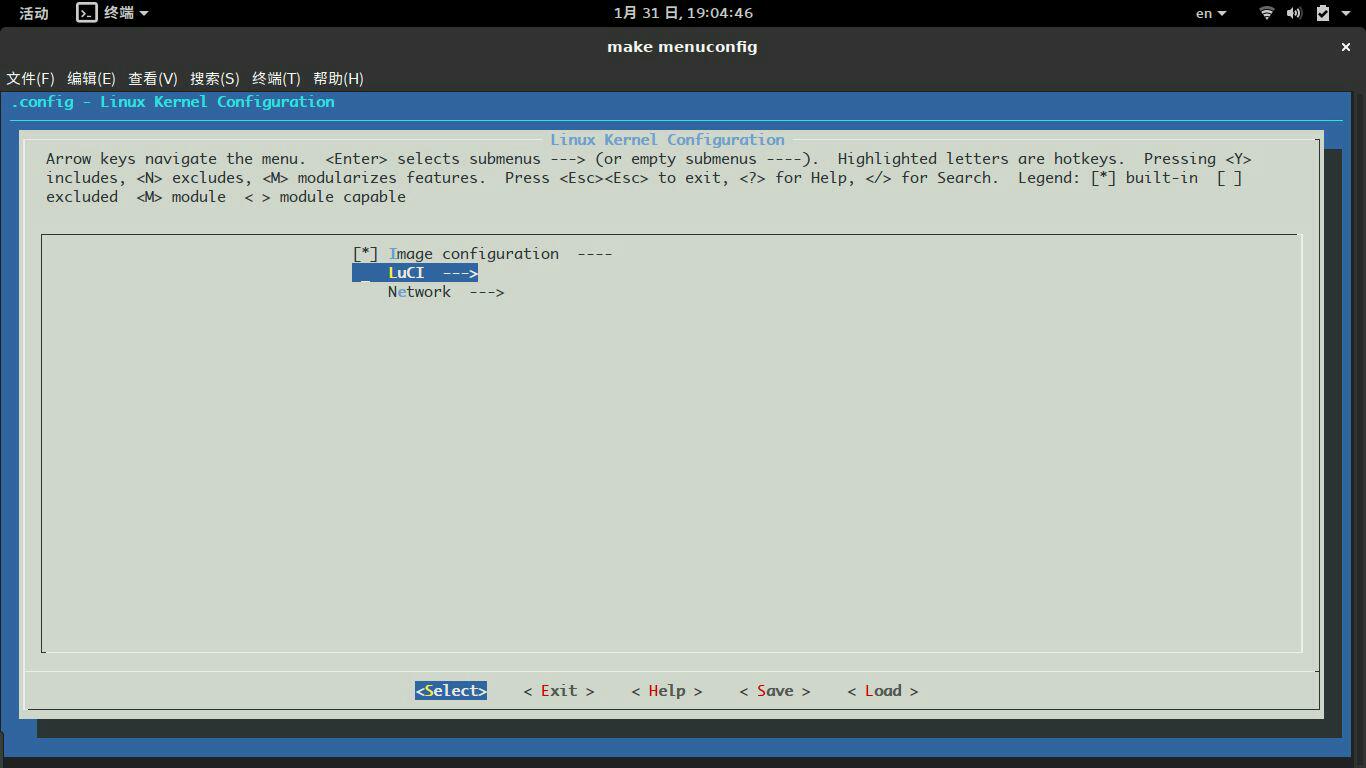 活动 终端 1月 31 日, 19:04:46 en
make menuconfig ×
文件(F) 编辑(E) 查看(V) 搜索(S) 终端(T) 帮助(H)
.config - Linux Kernel Configuration
Linux Kernel Configuration
Arrow keys navigate the menu.  <Enter> selects submenus ---> (or empty submenus ----).  Highlighted letters are hotkeys.  Pressing <Y>
includes, <N> excludes, <M> modularizes features.  Press <Esc><Esc> to exit, <?> for Help, </> for Search.  Legend: [*] built-in  [ ]
excluded  <M> module  < > module capable
[*] Image configuration  ----
LuCI  --->
Network  --->
<Select>    < Exit >    < Help >    < Save >    < Load >